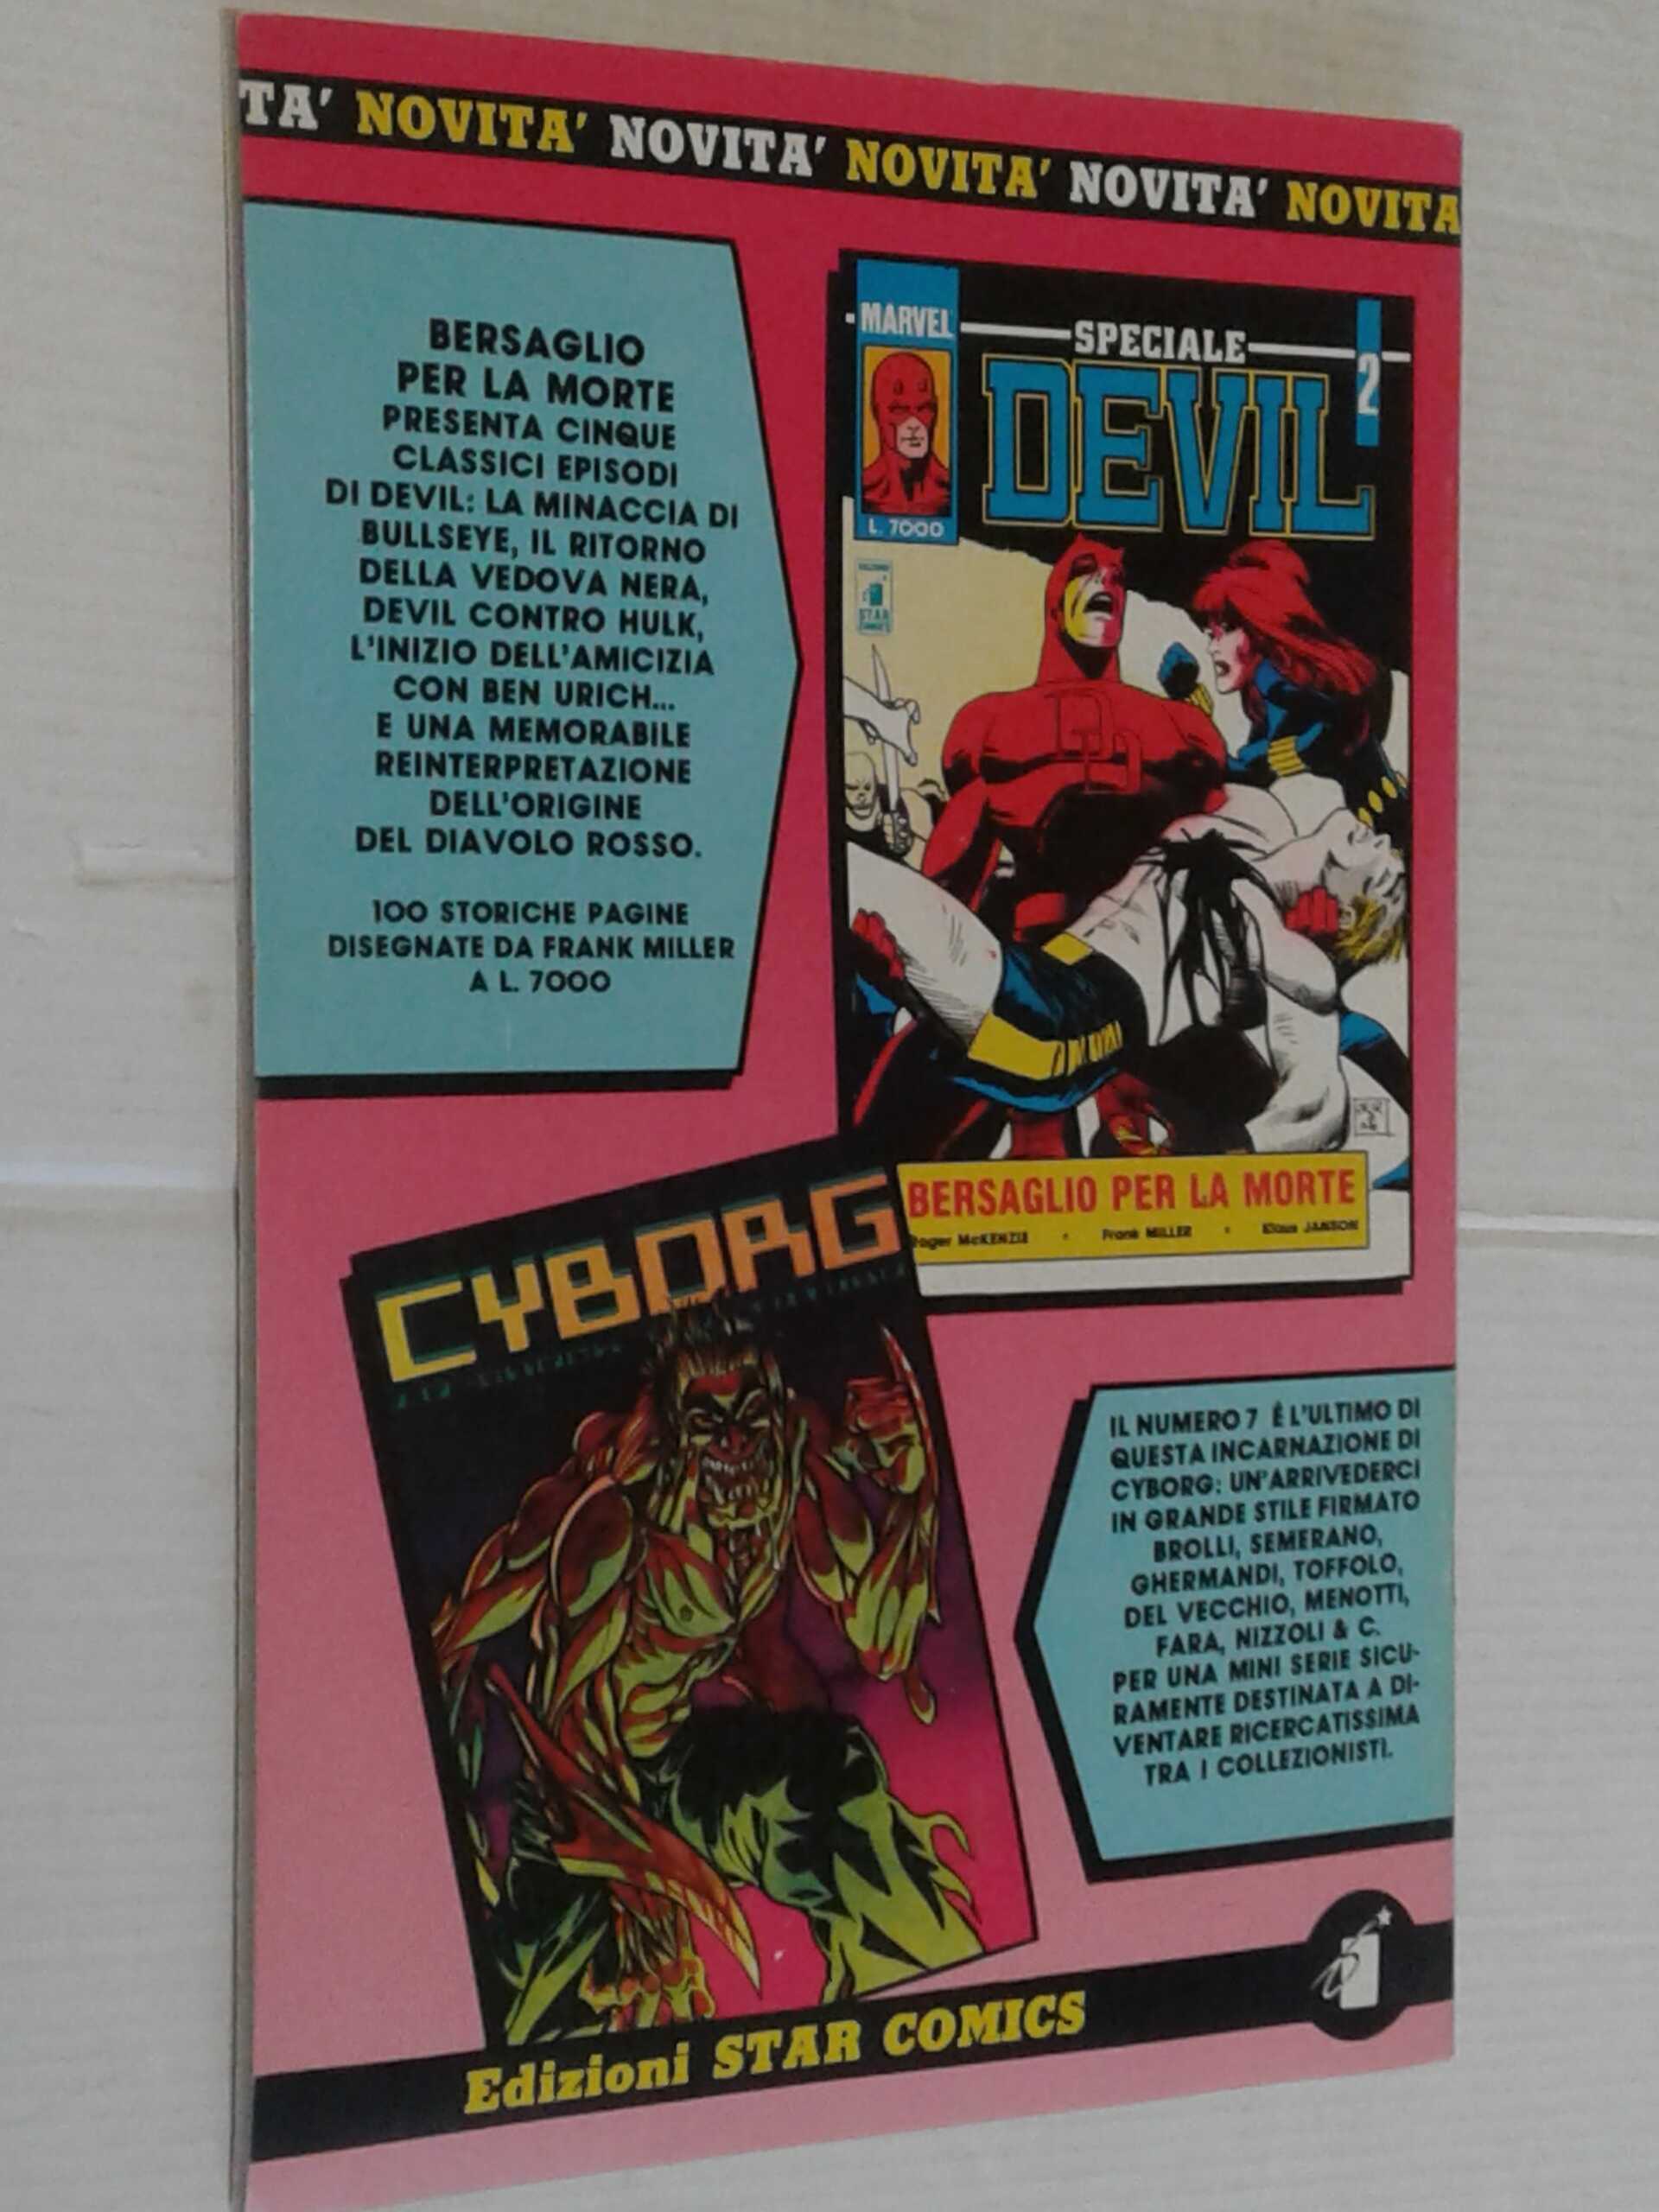 TA' NOVITA' NOVITA' NOVITA' NOVITA' NOVITA
BERSAGLIO
PER LA MORTE
PRESENTA CINQUE
CLASSICI EPISODI
DI DEVIL: LA MINACCIA DI
BULLSEYE, IL RITORNO
DELLA VEDOVA NERA,
DEVIL CONTRO HULK,
L'INIZIO DELL'AMICIZIA
CON BEN URICH...
E UNA MEMORABILE
REINTERPRETAZIONE
DELL'ORIGINE
DEL DIAVOLO ROSSO.
100 STORICHE PAGINE
DISEGNATE DA FRANK MILLER
A L. 7000
MARVEL
SPECIALE
2
DEVIL
L. 7000
STAR
BERSAGLIO PER LA MORTE
Roger McKENZIE • Frank MILLER • Klaus JANSON
CYBORG
IL NUMERO 7 È L'ULTIMO DI
QUESTA INCARNAZIONE DI
CYBORG: UN'ARRIVEDERCI
IN GRANDE STILE FIRMATO
BROLLI, SEMERANO,
GHERMANDI, TOFFOLO,
DEL VECCHIO, MENOTTI,
FARA, NIZZOLI & C.
PER UNA MINI SERIE SICU-
RAMENTE DESTINATA A DI-
VENTARE RICERCATISSIMA
TRA I COLLEZIONISTI.
Edizioni STAR COMICS